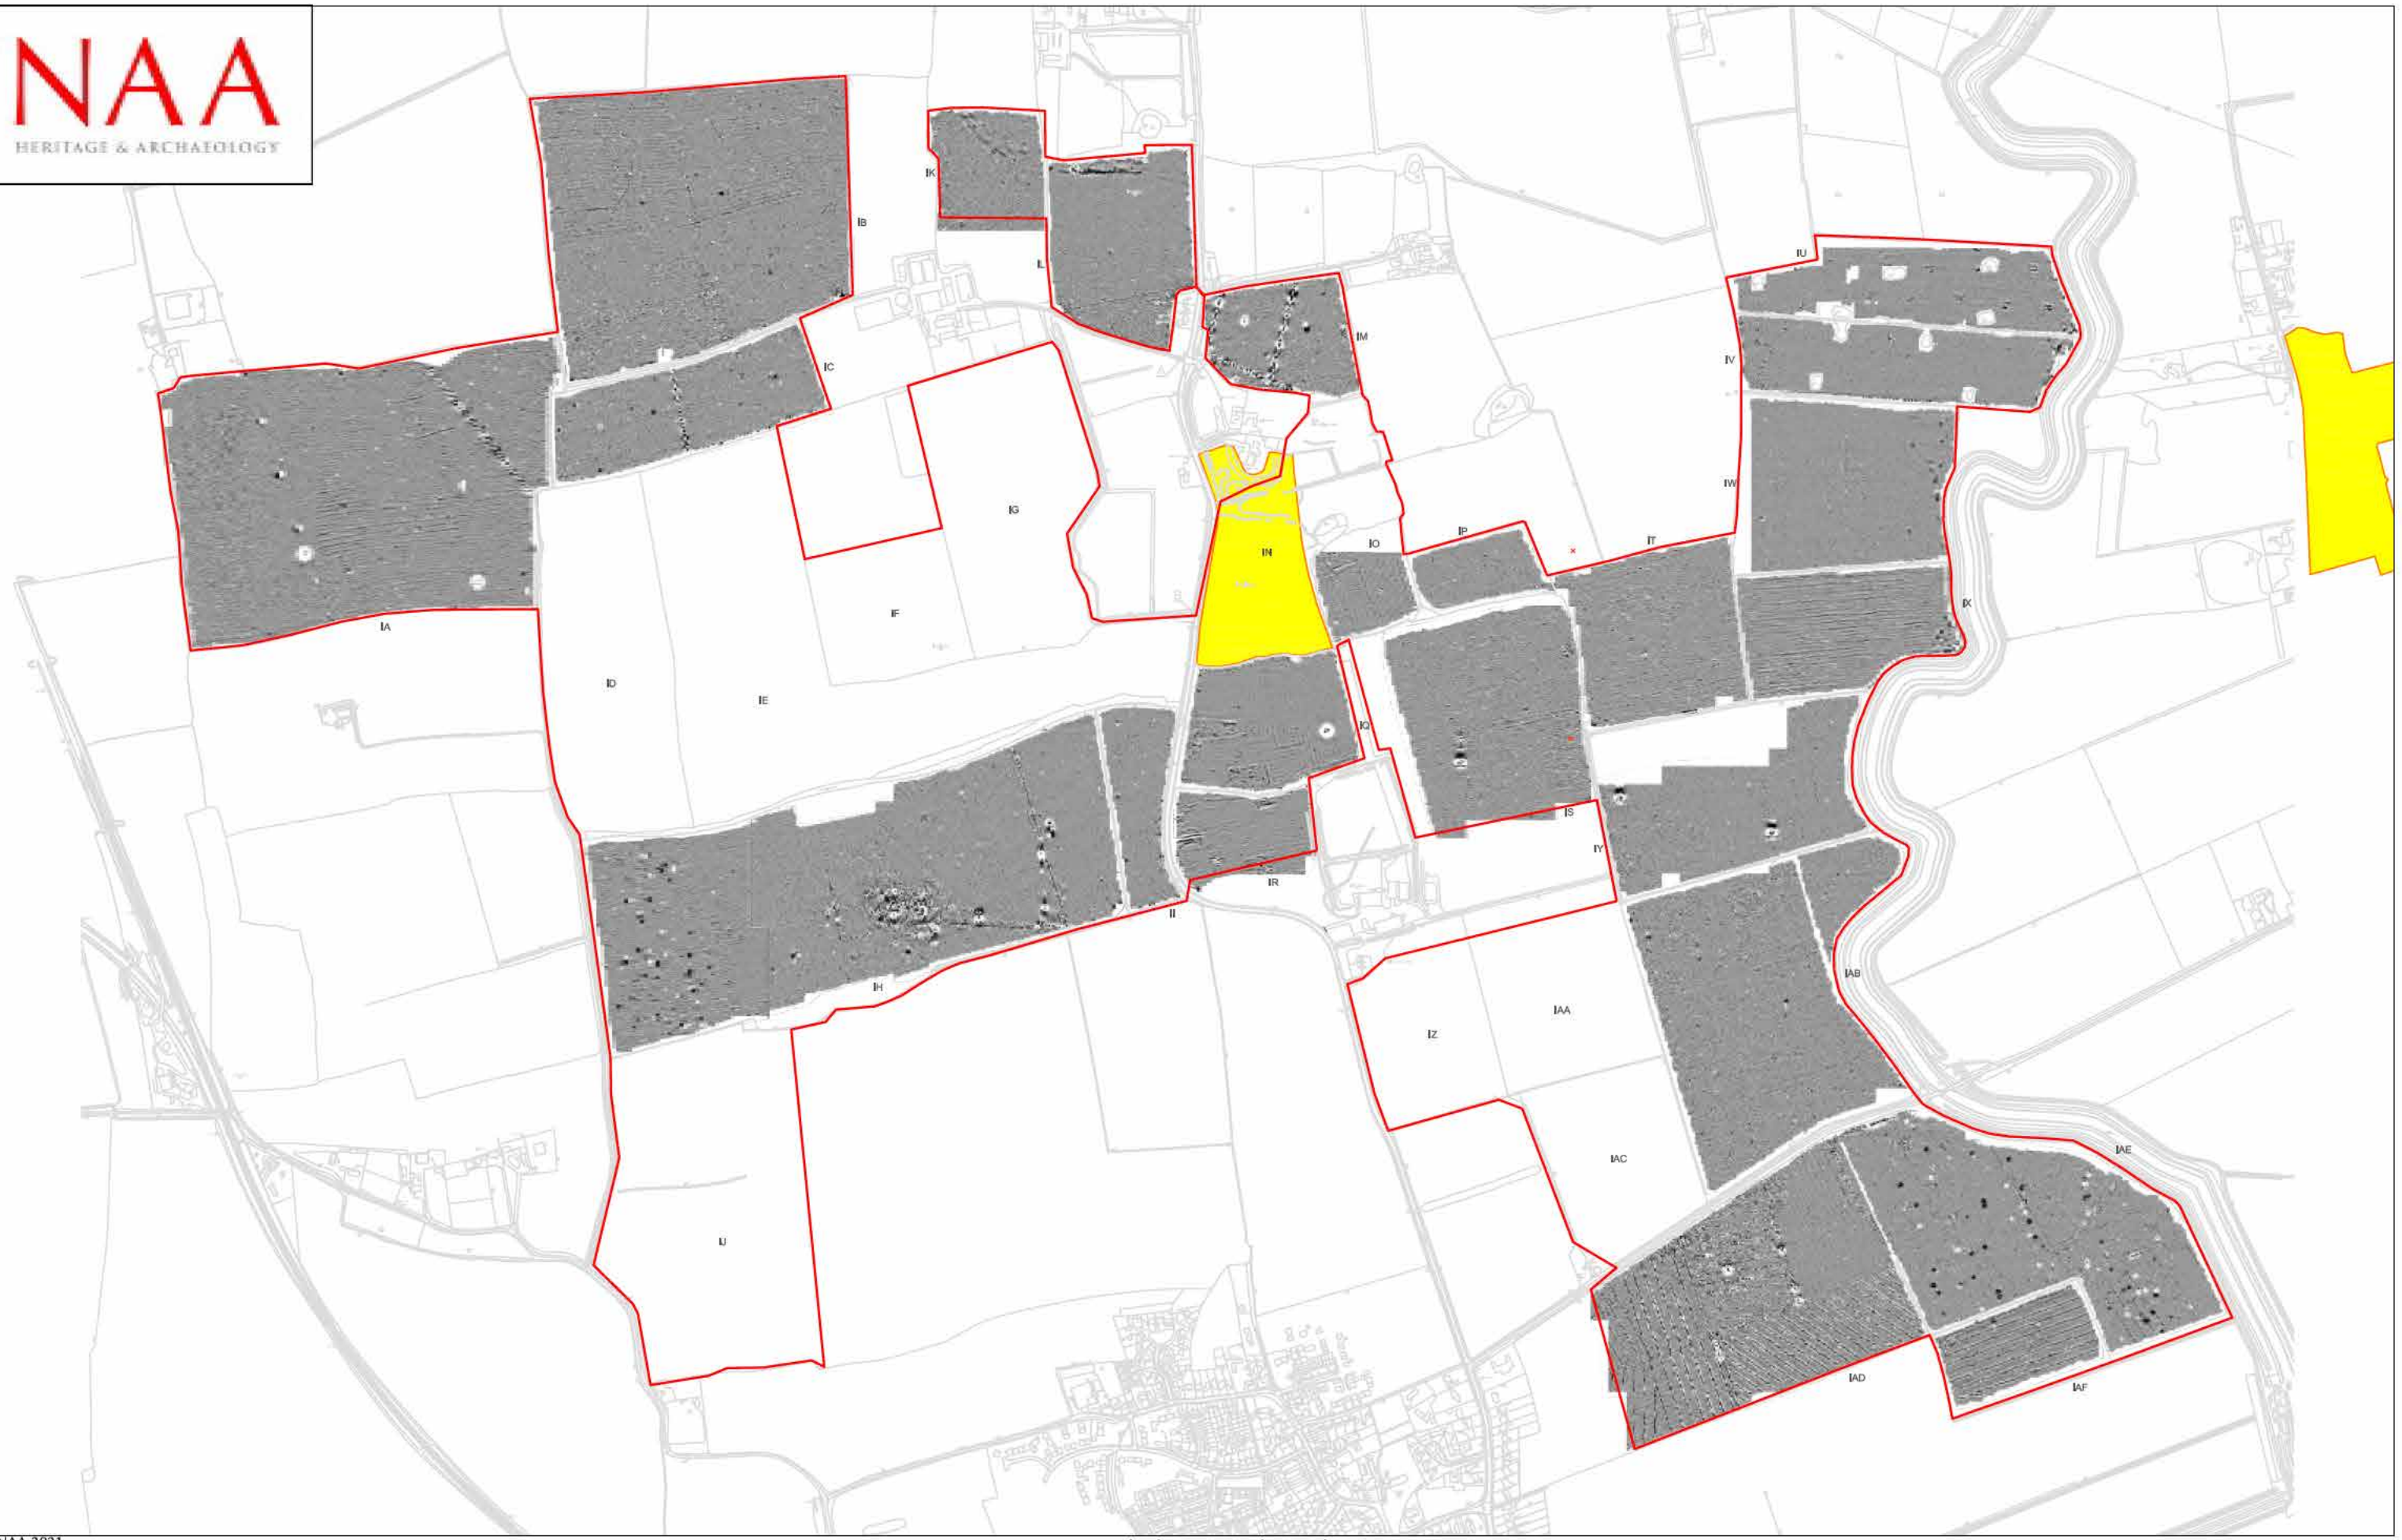 NAA
HERITAGE & ARCHAEOLOGY
IK
IB
IL
IU
IM
IV
IC
IW
IG
IP
IO
IT
IN
IX
IF
IA
ID
IE
IQ
IS
IY
IR
II
IAB
IH
IAA
IZ
IAE
IAC
IJ
IAD
IAF